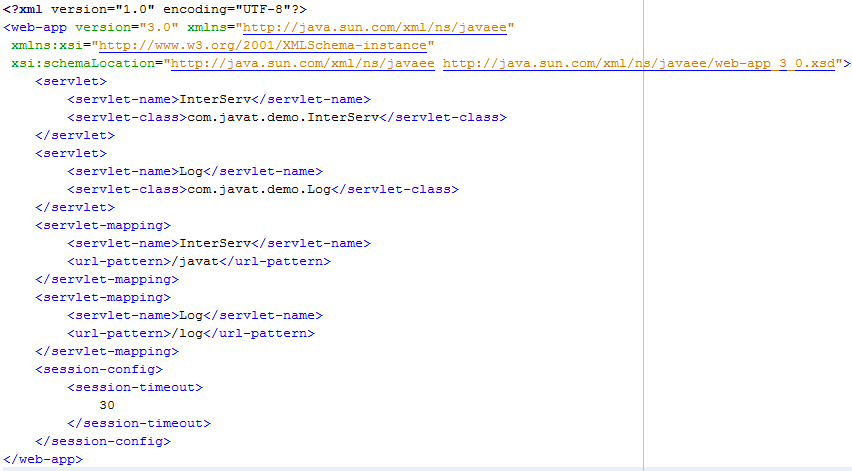 <?xml version="1.0" encoding="UTF-8"?>
<web-app version="3.0" xmlns="http://java.sun.com/xml/ns/javaee"
 xmlns:xsi="http://www.w3.org/2001/XMLSchema-instance"
 xsi:schemaLocation="http://java.sun.com/xml/ns/javaee http://java.sun.com/xml/ns/javaee/web-app_3_0.xsd">
    <servlet>
        <servlet-name>InterServ</servlet-name>
        <servlet-class>com.javat.demo.InterServ</servlet-class>
    </servlet>
    <servlet>
        <servlet-name>Log</servlet-name>
        <servlet-class>com.javat.demo.Log</servlet-class>
    </servlet>
    <servlet-mapping>
        <servlet-name>InterServ</servlet-name>
        <url-pattern>/javat</url-pattern>
    </servlet-mapping>
    <servlet-mapping>
        <servlet-name>Log</servlet-name>
        <url-pattern>/log</url-pattern>
    </servlet-mapping>
    <session-config>
        <session-timeout>
            30
        </session-timeout>
    </session-config>
</web-app>